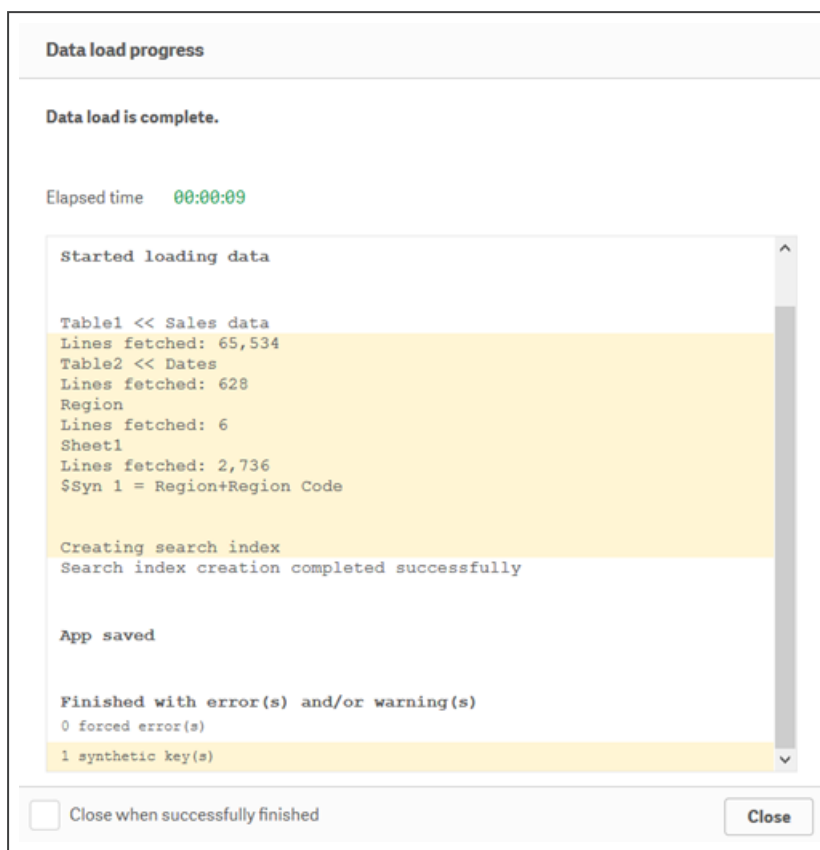 Data load progress
Data load is complete.
Elapsed time 00:00:09
Started loading data
Table1 << Sales data
Lines fetched: 65,534
Table2 << Dates
Lines fetched: 628
Region
Lines fetched: 6
Sheet1
Lines fetched: 2,736
$Syn 1 = Region+Region Code
Creating search index
Search index creation completed successfully
App saved
Finished with error(s) and/or warning(s)
0 forced error(s)
1 synthetic key(s)
Close when successfully finished
Close